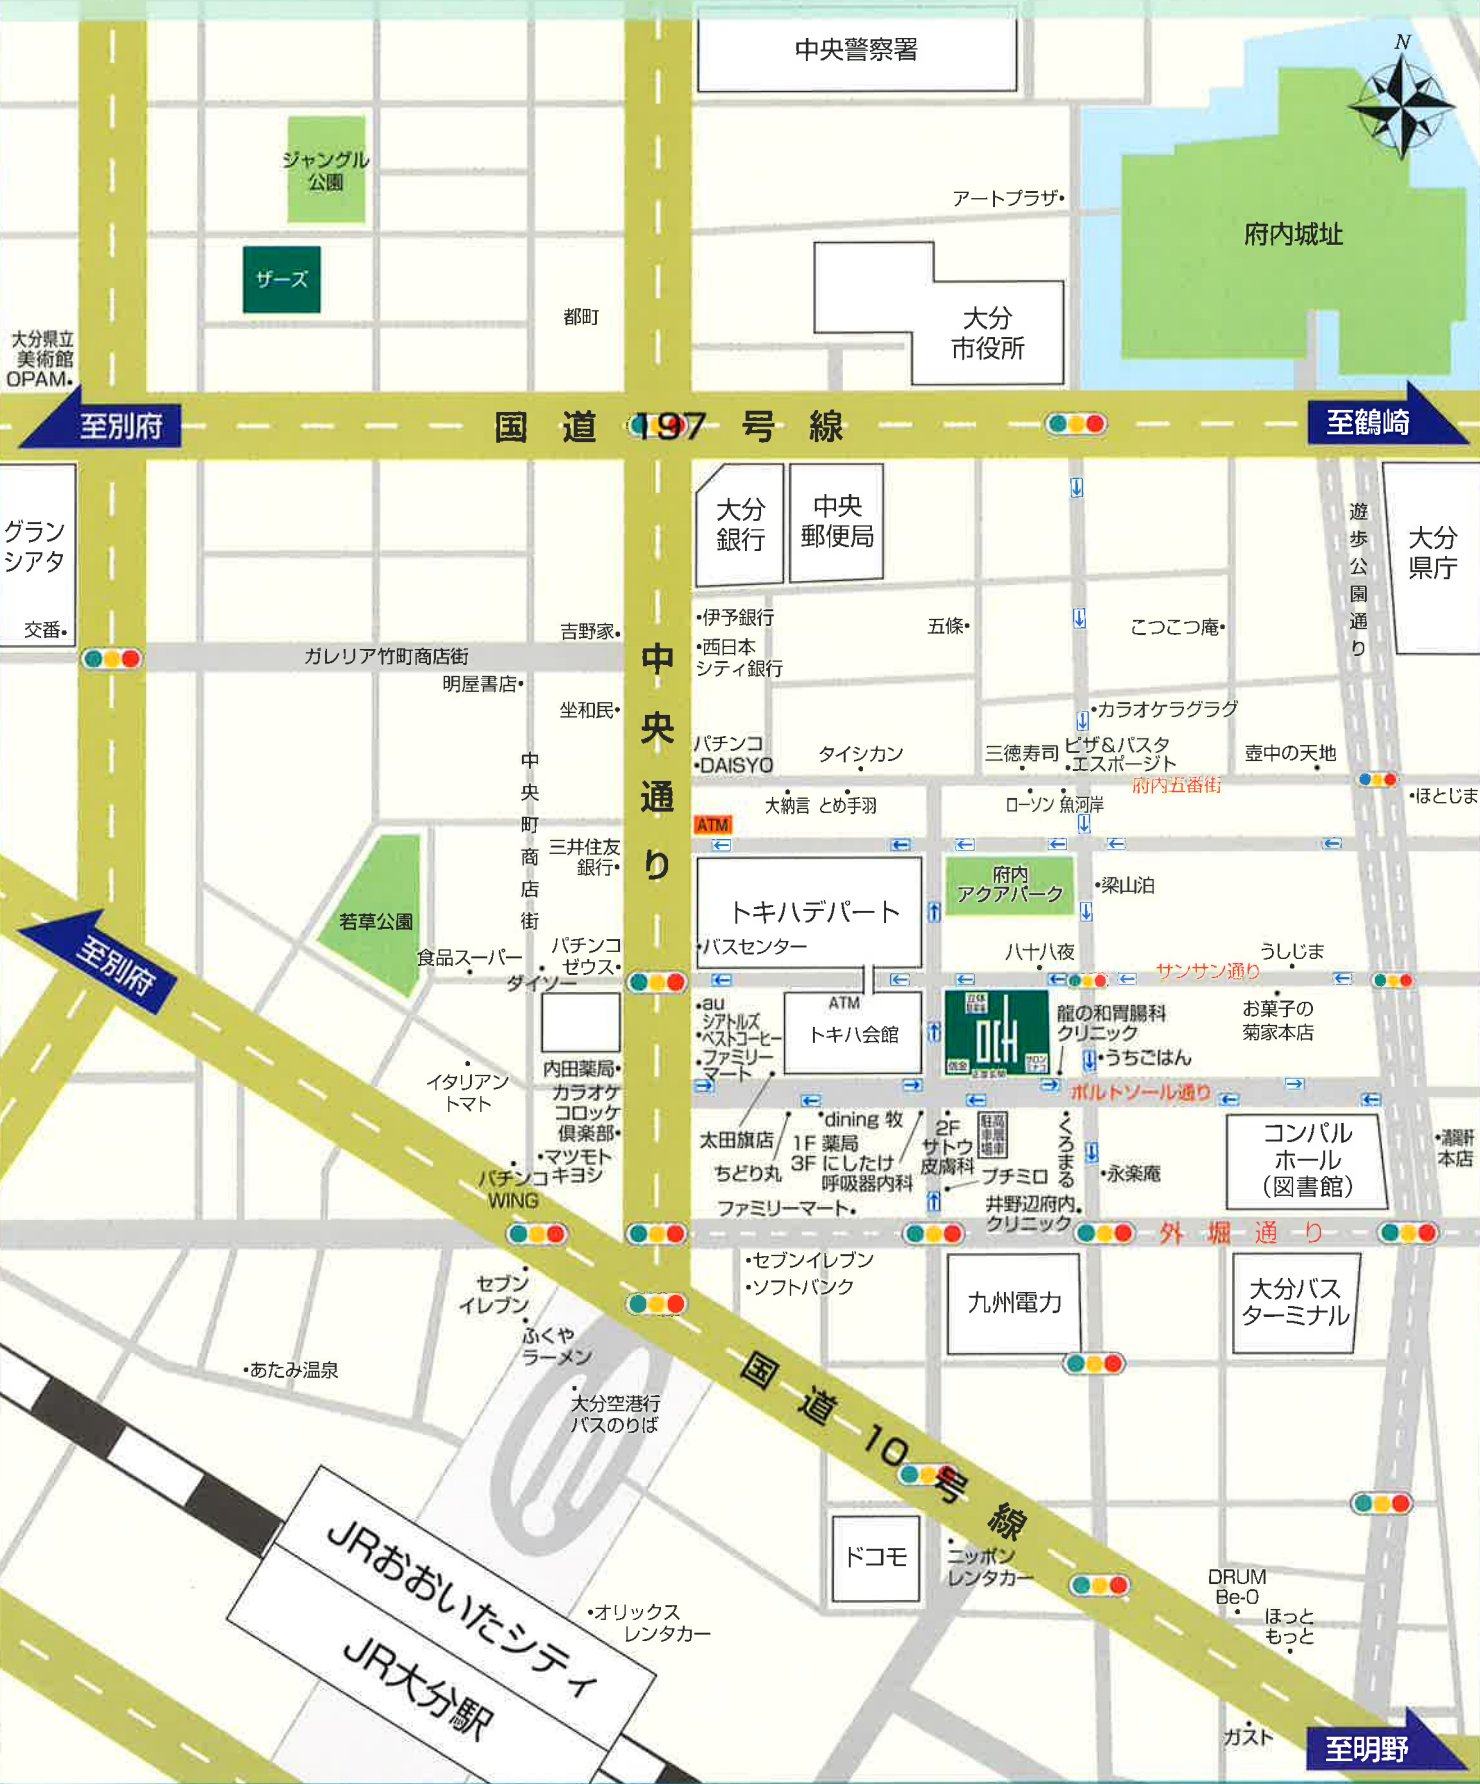 中央警察署
N
ジャングル
公園
アートプラザ
府内城址
ザーズ
都町
大分
市役所
大分県立
美術館
OPAM
至別府
国道197号線
至鶴崎
グラン
シアタ
大分
銀行
中央
郵便局
遊歩公園通り
大分
県庁
交番
吉野家
伊予銀行
五條
こつこつ庵
ガレリア竹町商店街
西日本
シティ銀行
中央通り
明屋書店
坐和民
カラオケラグラグ
パチンコ
DAISYO
タイシカン
三徳寿司
ピザ&パスタ
エスポージト
壺中の天地
中央町商店街
府内五番街
大納言
とめ手羽
ローソン
魚河岸
ほとじま
ATM
三井住友
銀行
府内
アクアパーク
梁山泊
トキハデパート
若草公園
バスセンター
パチンコ
ゼウス
食品スーパー
ダイソー
八十八夜
うしじま
サンサン通り
至別府
au
シアトルズ
ベストコーヒー
ファミリー
マート
ATM
トキハ会館
OCH
龍の和胃腸科
クリニック
お菓子の
菊家本店
うちごはん
内田薬局
イタリアン
トマト
カラオケ
コロッケ
倶楽部
ポルトソール通り
太田旗店
ちどり丸
dining 牧
1F 薬局
3F にしたけ
呼吸器内科
2F
サトウ
皮膚科
高層階
駐車場
くろまる
コンパル
ホール
(図書館)
本店
マツモト
キヨシ
パチンコ
WING
プチミロ
永楽庵
ファミリーマート
井野辺府内
クリニック
外堀通り
セブンイレブン
ソフトバンク
九州電力
大分バス
ターミナル
セブン
イレブン
ふくや
ラーメン
あたみ温泉
大分空港行
バスのりば
国道10号線
ドコモ
ニッポン
レンタカー
DRUM
Be-0
ほっと
もっと
JRおおいたシティ
JR大分駅
オリックス
レンタカー
ガスト
至明野